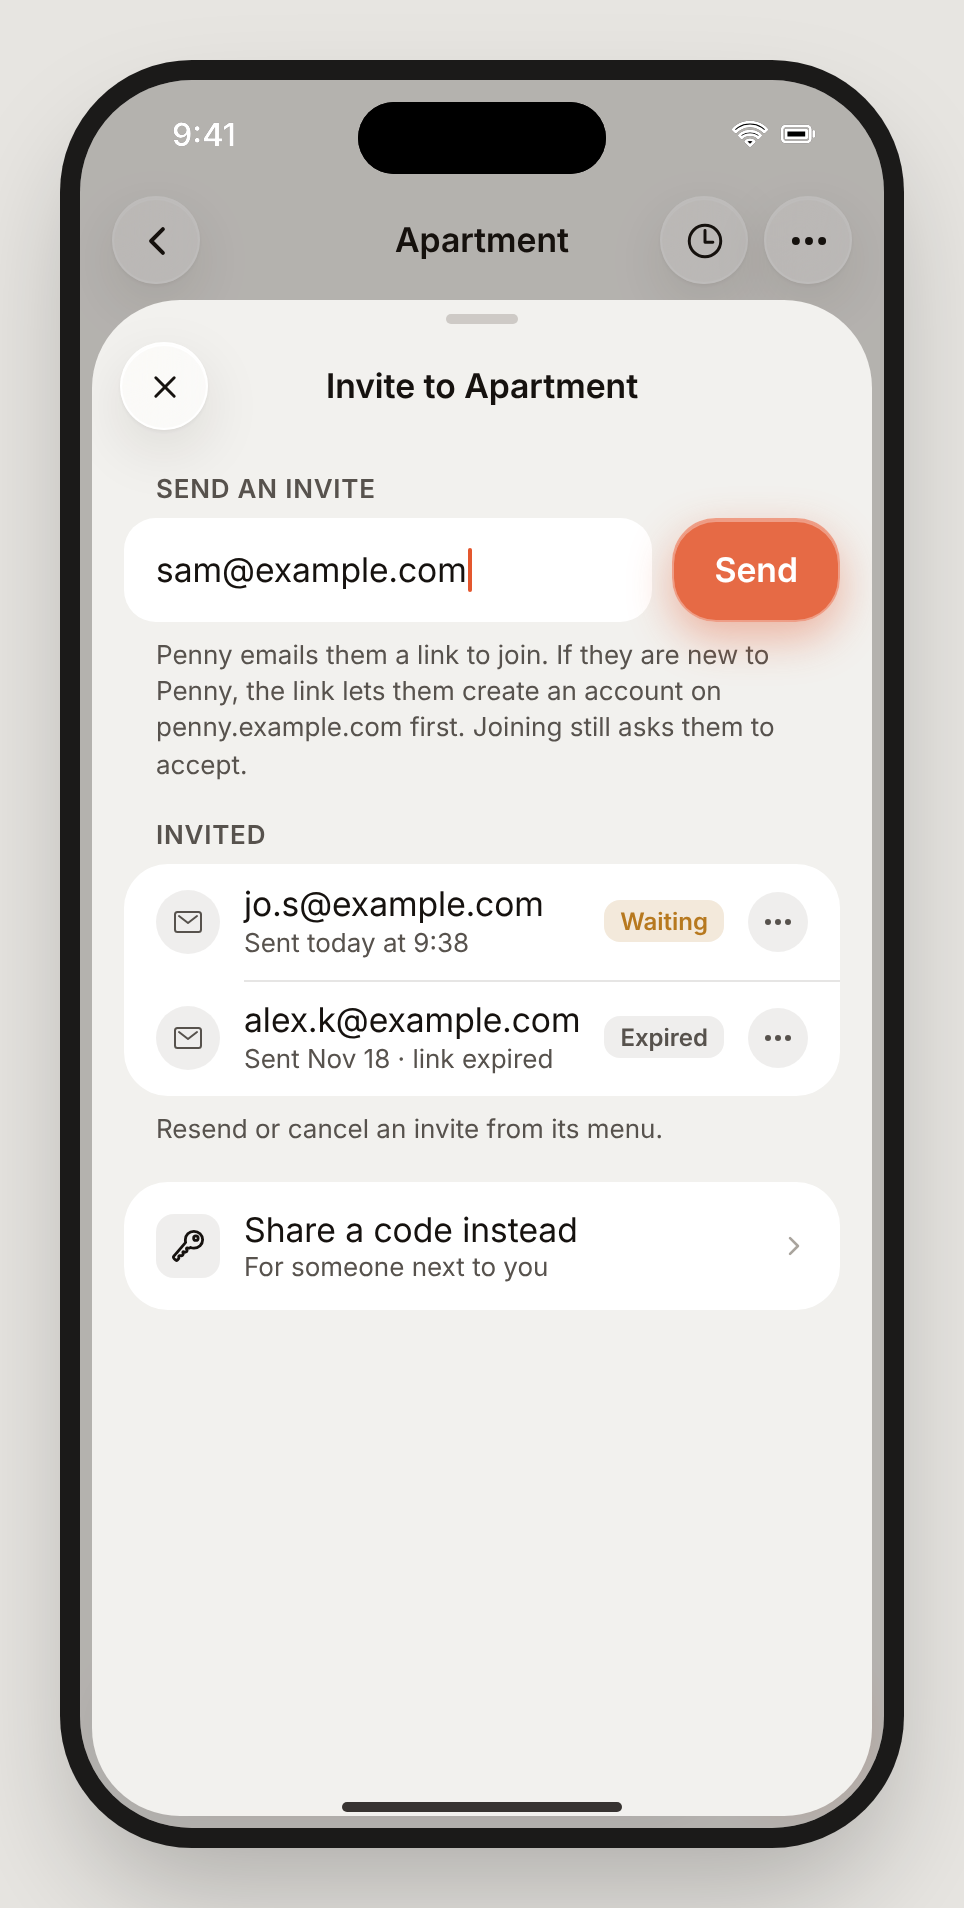 9:41
Apartment
Invite to Apartment
SEND AN INVITE
sam@example.com
Send
Penny emails them a link to join. If they are new to
Penny, the link lets them create an account on
penny.example.com first. Joining still asks them to
accept.
INVITED
jo.s@example.com
Sent today at 9:38
Waiting
alex.k@example.com
Sent Nov 18 · link expired
Expired
Resend or cancel an invite from its menu.
Share a code instead
For someone next to you